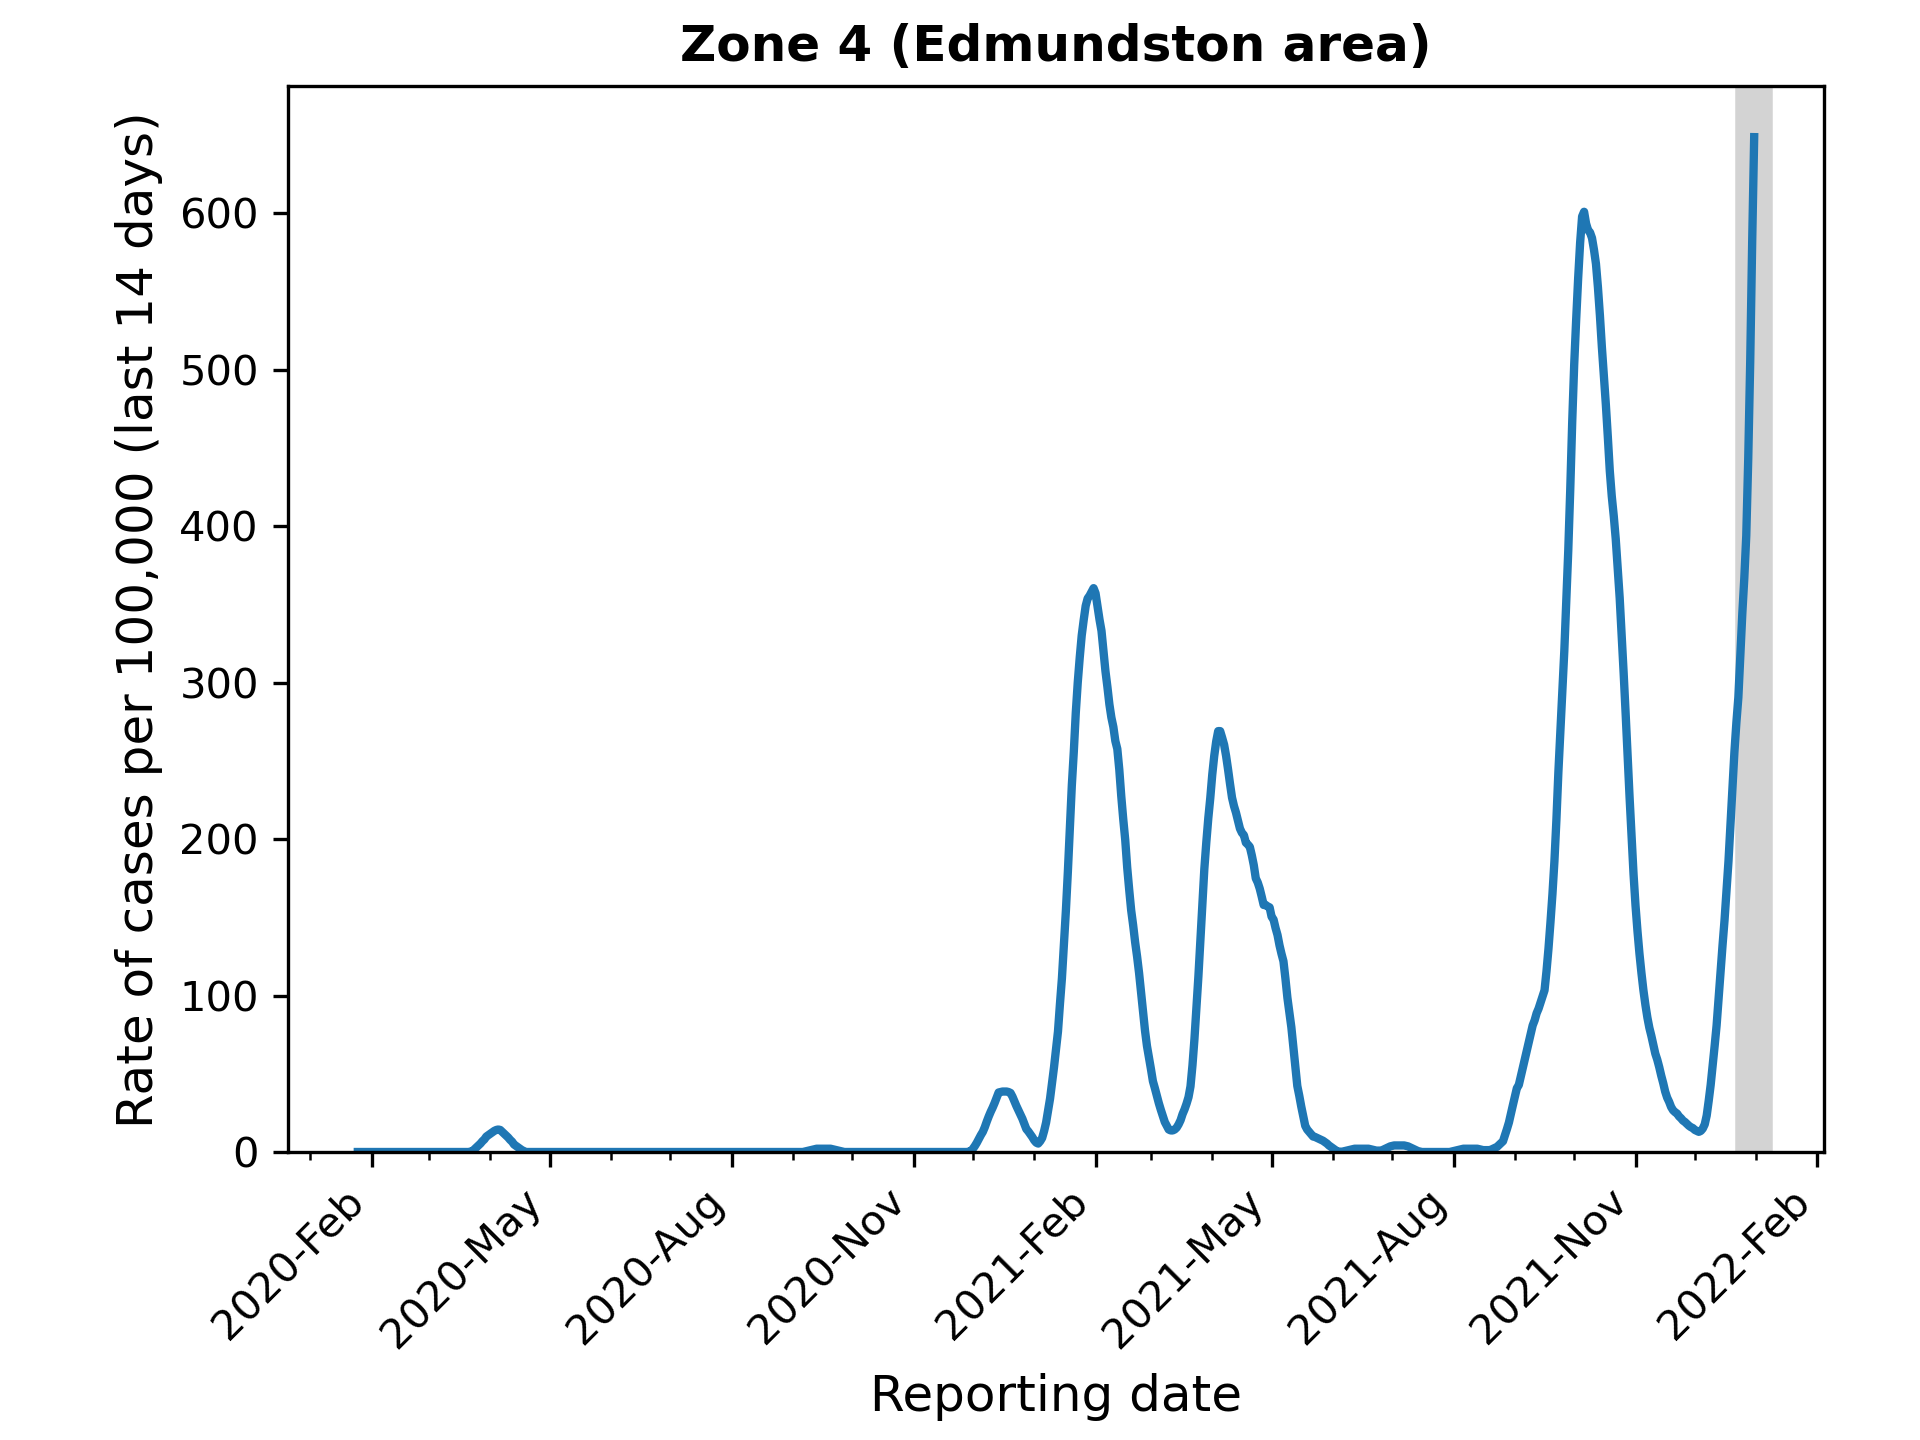 Zone 4 (Edmundston area)
Rate of cases per 100,000 (last 14 days)
600
500
400
300
200
100
0
2020-Feb
2020-May
2020-Aug
2020-Nov
2021-Feb
2021-May
2021-Aug
2021-Nov
2022-Feb
Reporting date